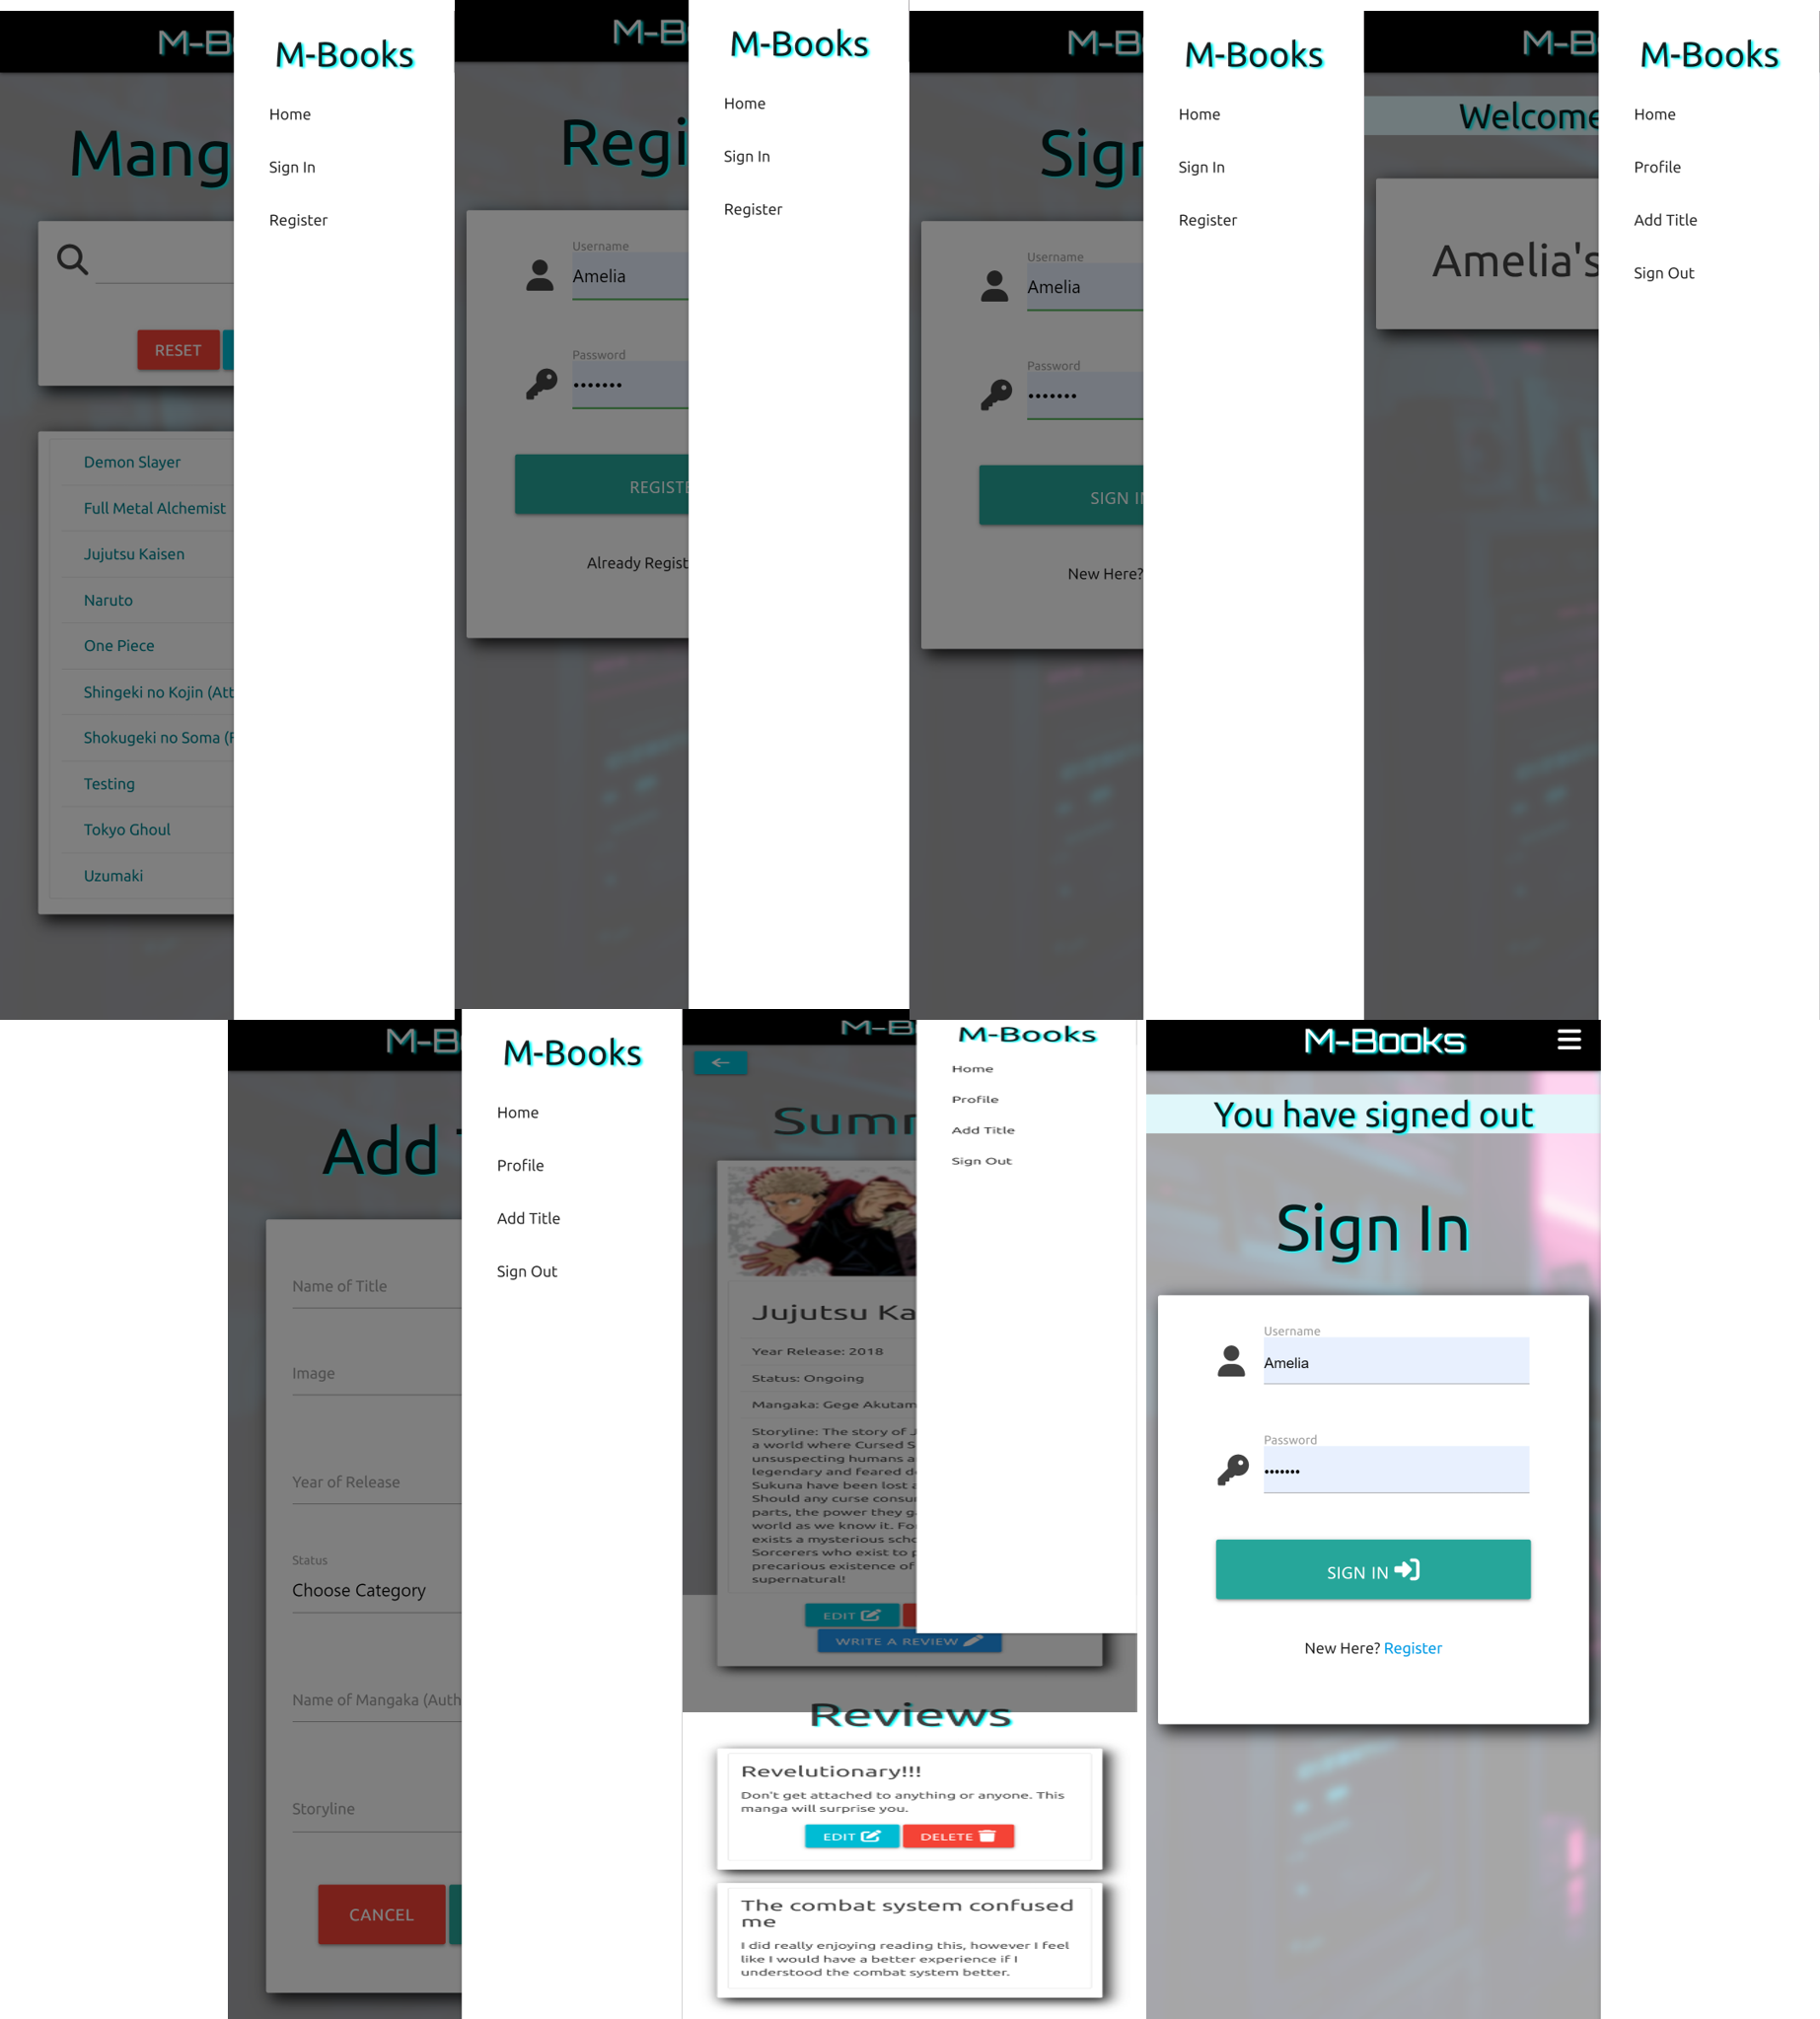 M-B
M-Books
Home
Sign In
Register
Mang
RESET
Demon Slayer
Full Metal Alchemist
Jujutsu Kaisen
Naruto
One Piece
Shingeki no Kojin (Att
Shokugeki no Soma (F
Testing
Tokyo Ghoul
Uzumaki
M-B
M-Books
Home
Sign In
Register
Regi
Username
Amelia
Password
•••••••
REGISTE
Already Regist
M-B
M-Books
Home
Sign In
Register
Sign
Username
Amelia
Password
•••••••
SIGN IN
New Here?
M-B
M-Books
Home
Profile
Add Title
Sign Out
Welcome
Amelia's
M-B
M-Books
Home
Profile
Add Title
Sign Out
Add T
Name of Title
Image
Year of Release
Status
Choose Category
Name of Mangaka (Auth
Storyline
CANCEL
M-B
M-Books
Home
Profile
Add Title
Sign Out
Summ
Jujutsu Ka
Year Release: 2018
Status: Ongoing
Mangaka: Gege Akutam
Storyline: The story of J
a world where Cursed S
unsuspecting humans a
legendary and feared d
Sukuna have been lost a
Should any curse consu
parts, the power they g
world as we know it. Fo
exists a mysterious scho
Sorcerers who exist to p
precarious existence of
supernatural!
EDIT
WRITE A REVIEW
Reviews
Revelutionary!!!
Don't get attached to anything or anyone. This
manga will surprise you.
EDIT DELETE
The combat system confused
me
I did really enjoying reading this, however I feel
like I would have a better experience if I
understood the combat system better.
M-Books
You have signed out
Sign In
Username
Amelia
Password
•••••••
SIGN IN
New Here? Register